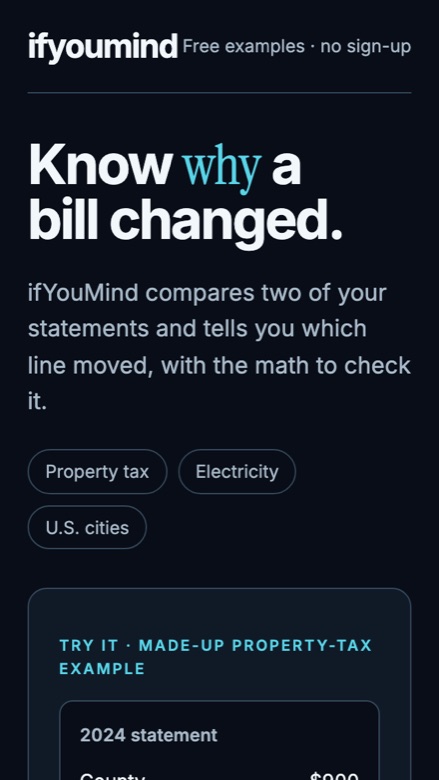 ifyoumind Free examples · no sign-up
Know why a
bill changed.
ifYouMind compares two of your
statements and tells you which
line moved, with the math to check
it.
Property tax
Electricity
U.S. cities
TRY IT · MADE-UP PROPERTY-TAX
EXAMPLE
2024 statement
County $900